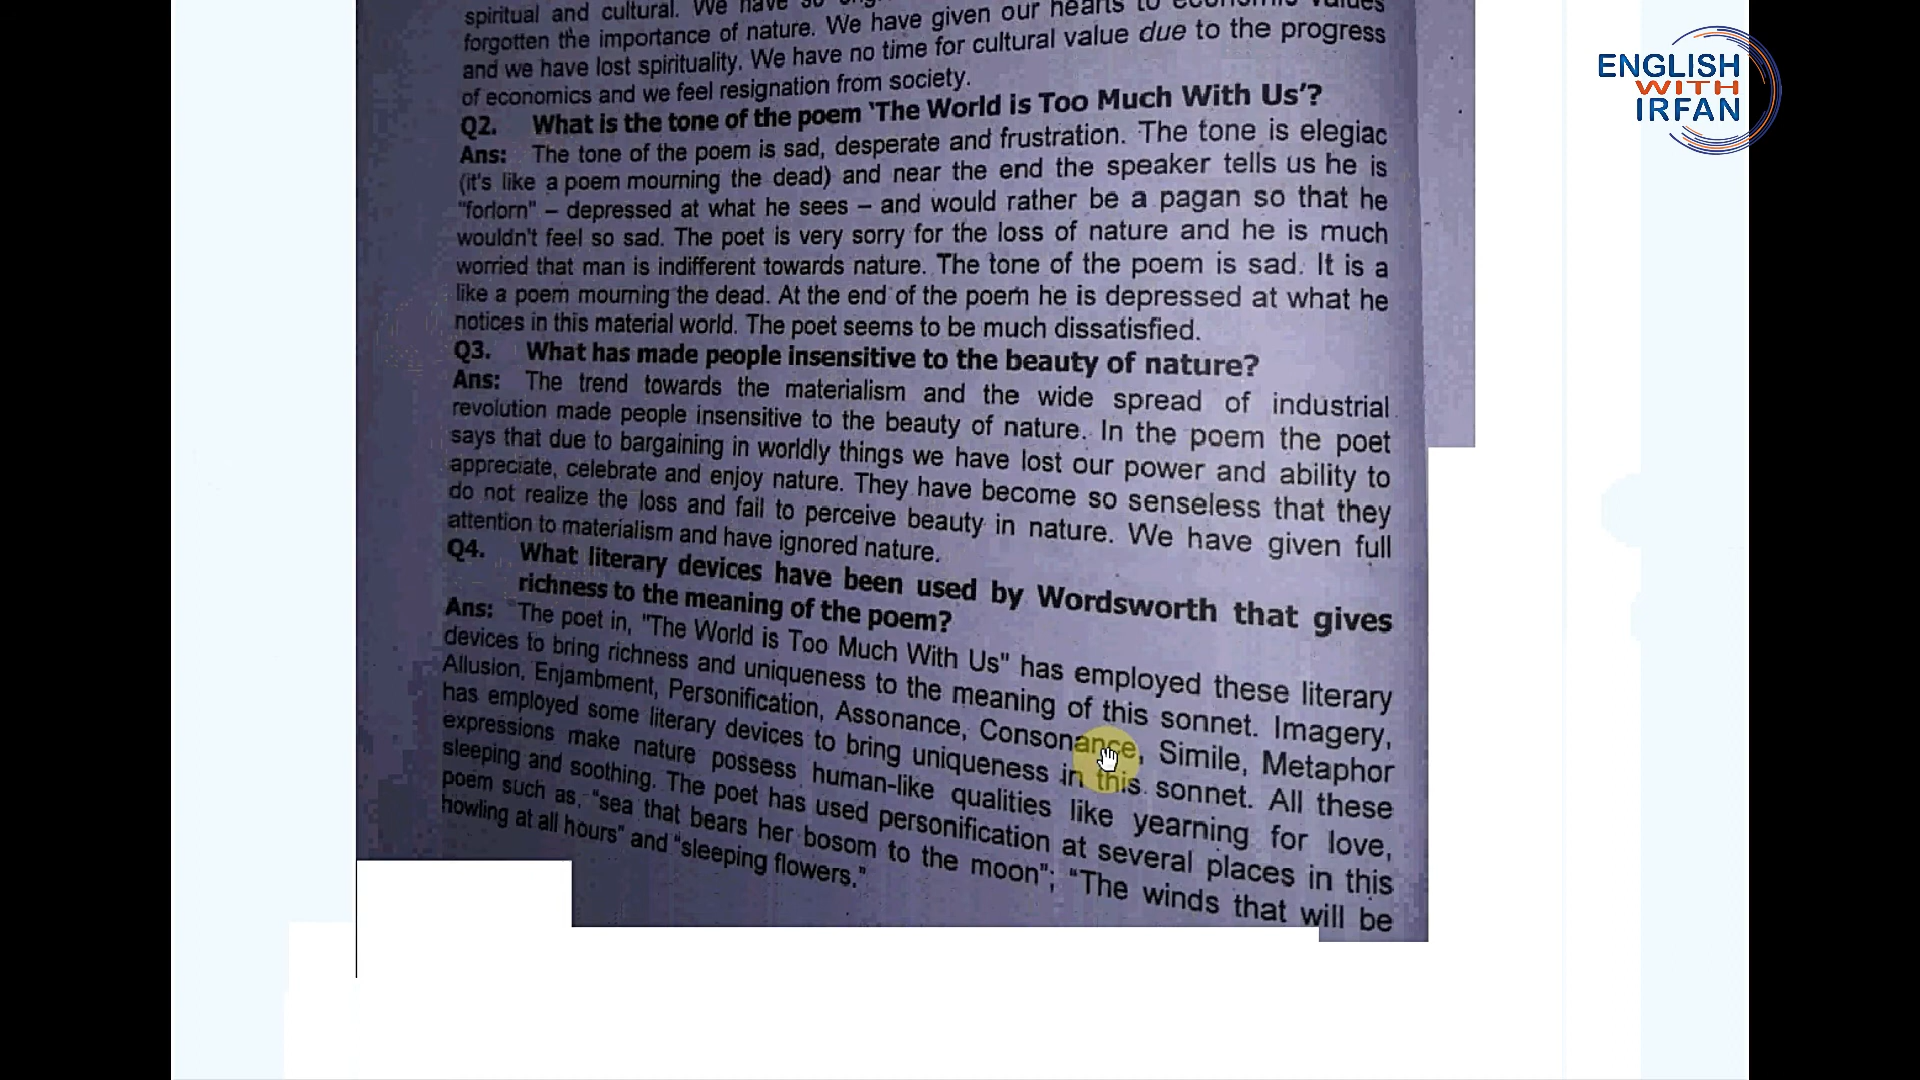 spiritual and cultural. We have so
forgotten the importance of nature. We have given our hearts to economic values
and we have lost spirituality. We have no time for cultural value due to the progress
of economics and we feel resignation from society.
Q2. What is the tone of the poem 'The World is Too Much With Us'?
Ans: The tone of the poem is sad, desperate and frustration. The tone is elegiac
(it's like a poem mourning the dead) and near the end the speaker tells us he is
"forlorn" – depressed at what he sees – and would rather be a pagan so that he
wouldn't feel so sad. The poet is very sorry for the loss of nature and he is much
worried that man is indifferent towards nature. The tone of the poem is sad. It is a
like a poem mourning the dead. At the end of the poem he is depressed at what he
notices in this material world. The poet seems to be much dissatisfied.
Q3. What has made people insensitive to the beauty of nature?
Ans: The trend towards the materialism and the wide spread of industrial
revolution made people insensitive to the beauty of nature. In the poem the poet
says that due to bargaining in worldly things we have lost our power and ability to
appreciate, celebrate and enjoy nature. They have become so senseless that they
do not realize the loss and fail to perceive beauty in nature. We have given full
attention to materialism and have ignored nature.
Q4. What literary devices have been used by Wordsworth that gives
richness to the meaning of the poem?
Ans: The poet in, "The World is Too Much With Us" has employed these literary
devices to bring richness and uniqueness to the meaning of this sonnet. Imagery,
Allusion, Enjambment, Personification, Assonance, Consonance, Simile, Metaphor
has employed some literary devices to bring uniqueness in this sonnet. All these
expressions make nature possess human-like qualities like yearning for love,
sleeping and soothing. The poet has used personification at several places in this
poem such as, "sea that bears her bosom to the moon"; "The winds that will be
howling at all hours" and "sleeping flowers."
ENGLISH
WITH
IRFAN